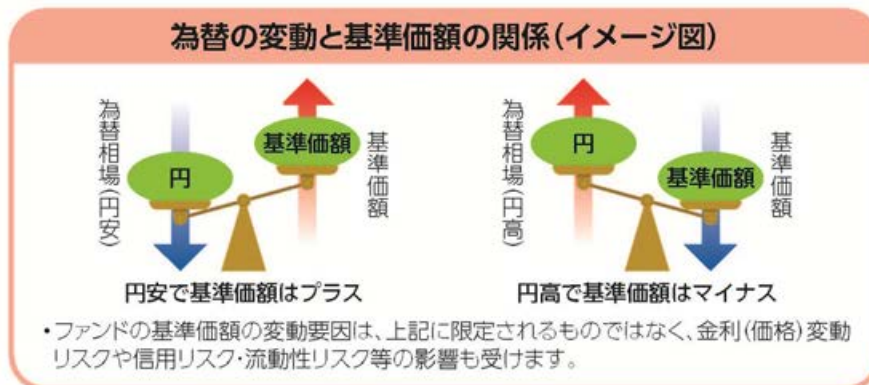 為替の変動と基準価額の関係(イメージ図)
為替相場(円安)
円
基準価額
基準価額
円安で基準価額はプラス
為替相場(円高)
円
基準価額
基準価額
円高で基準価額はマイナス
・ファンドの基準価額の変動要因は、上記に限定されるものではなく、金利(価格)変動
リスクや信用リスク・流動性リスク等の影響も受けます。